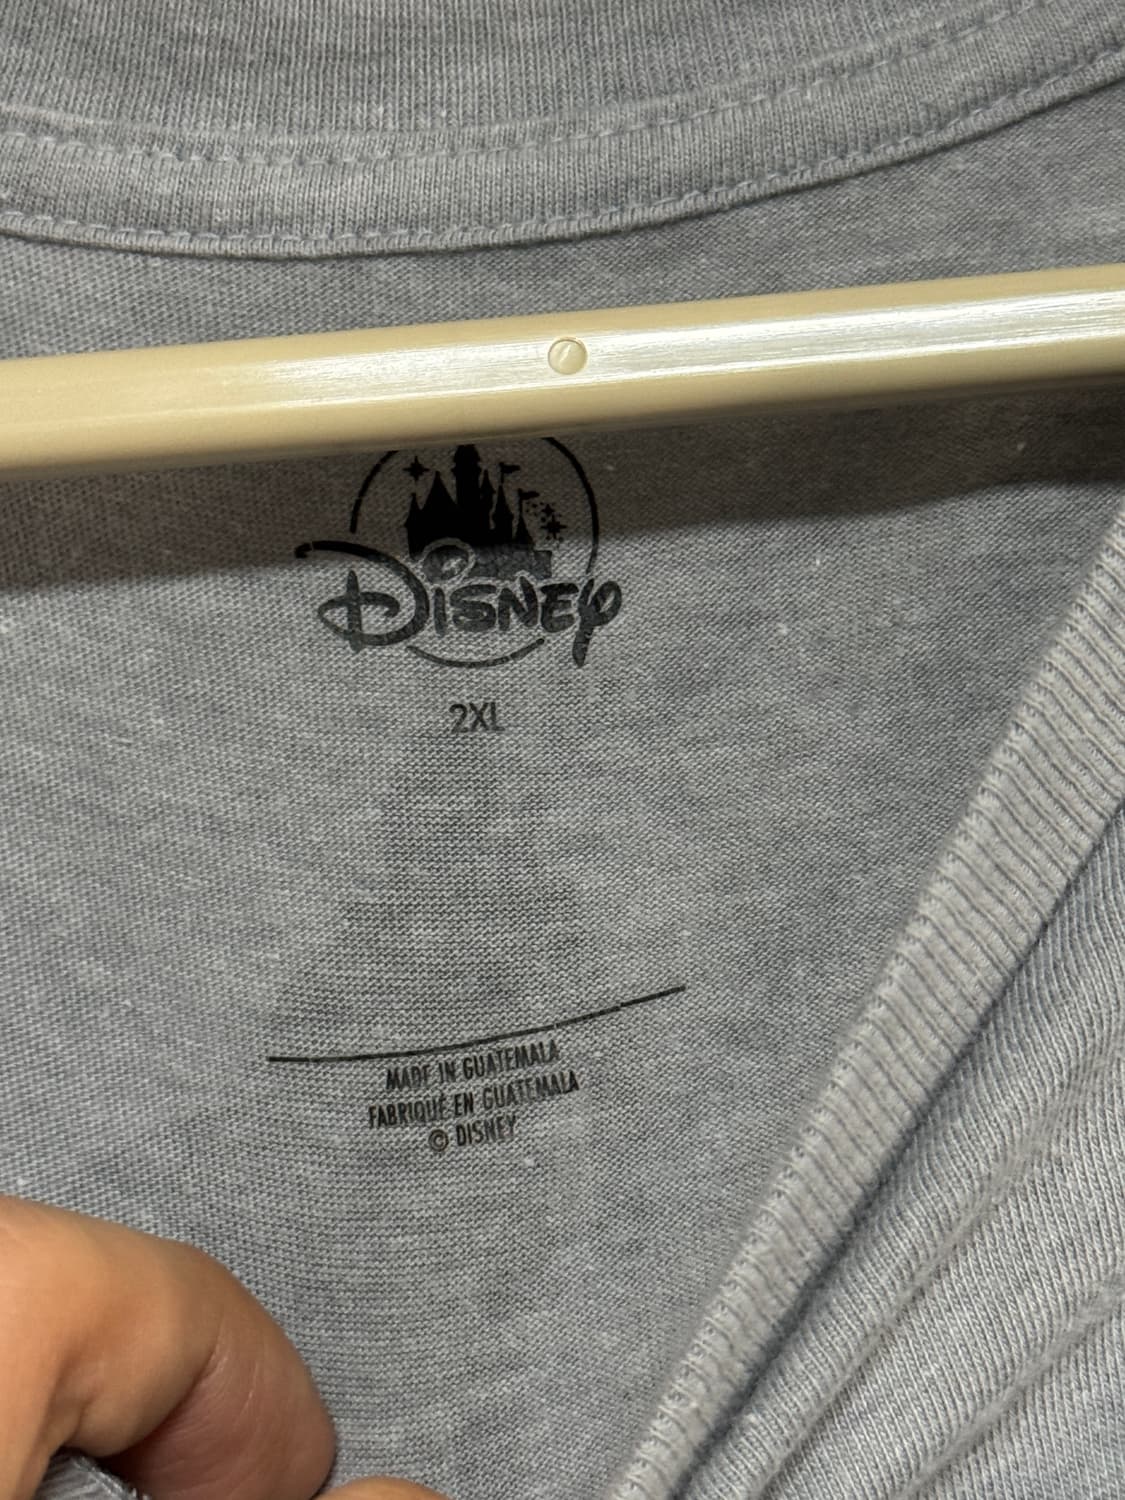 Disney
2XL
MADE IN GUATEMALA
FABRIQUÉ EN GUATEMALA
© DISNEY